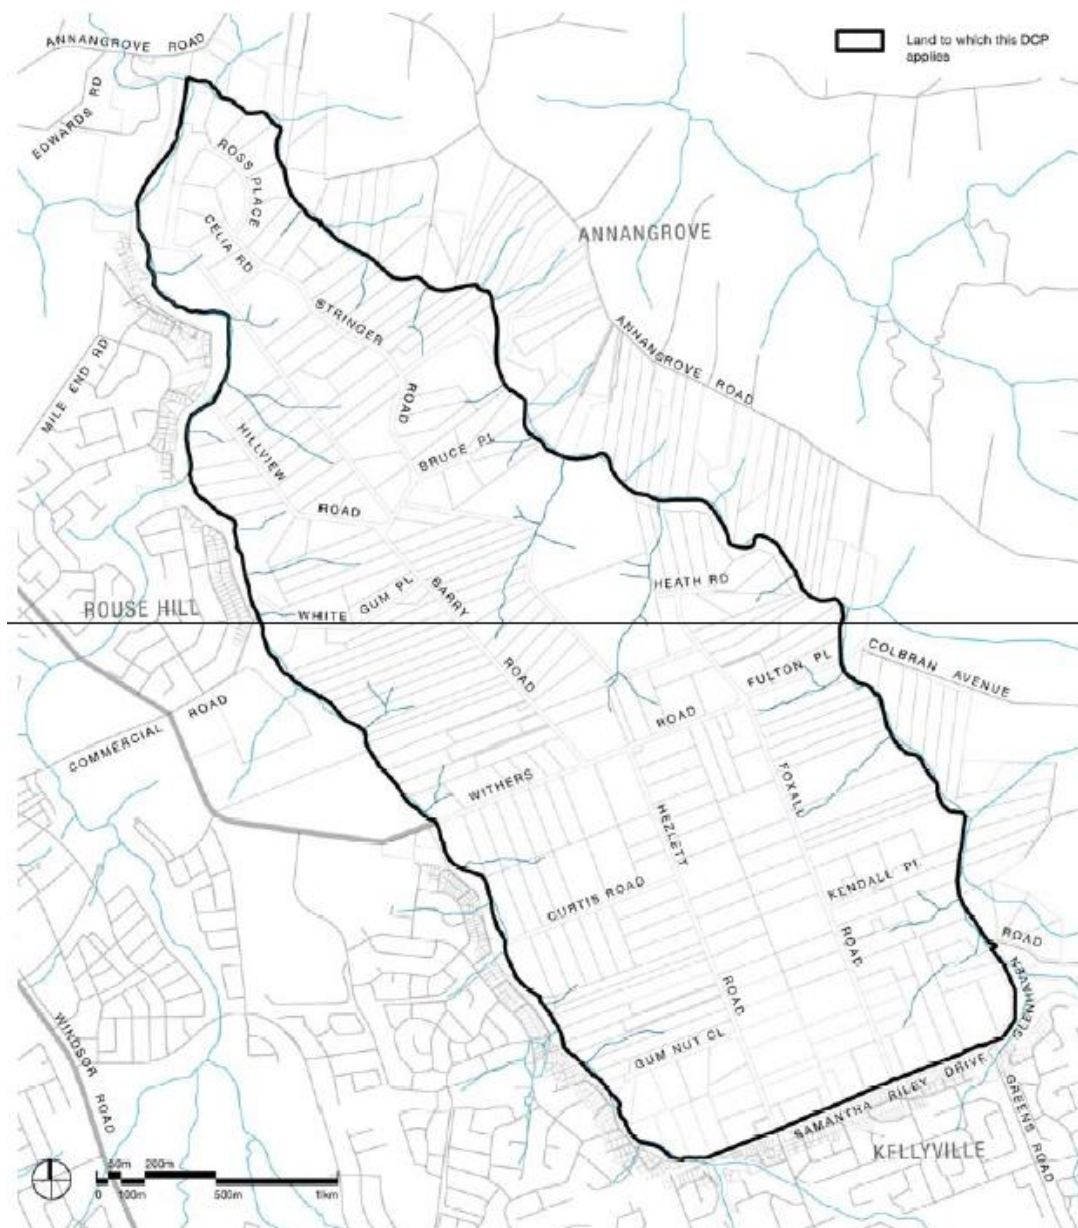 ANNANGROVE ROAD
Land to which this DCP
applies
EDWARDS RD
ROSS PLACE
CELIA RD
ANNANGROVE
STRINGER
ROAD
ANNANGROVE ROAD
MILE END RD
HILLVIEW
ROAD
BRUCE PL
HEATH RD
ROUSE HILL
WHITE GUM PL
BARRY
ROAD
COLBRAN AVENUE
FULTON PL
COMMERCIAL ROAD
WITHERS
ROAD
FOXALL
ROAD
HEZLETT
ROAD
KENDALL PL
CURTIS ROAD
GLENHAVEN
ROAD
GUM NUT CL
WINDSOR
ROAD
SAMANTHA RILEY DRIVE
GREENS ROAD
KELLYVILLE
50m 200m
0 100m 500m 1km